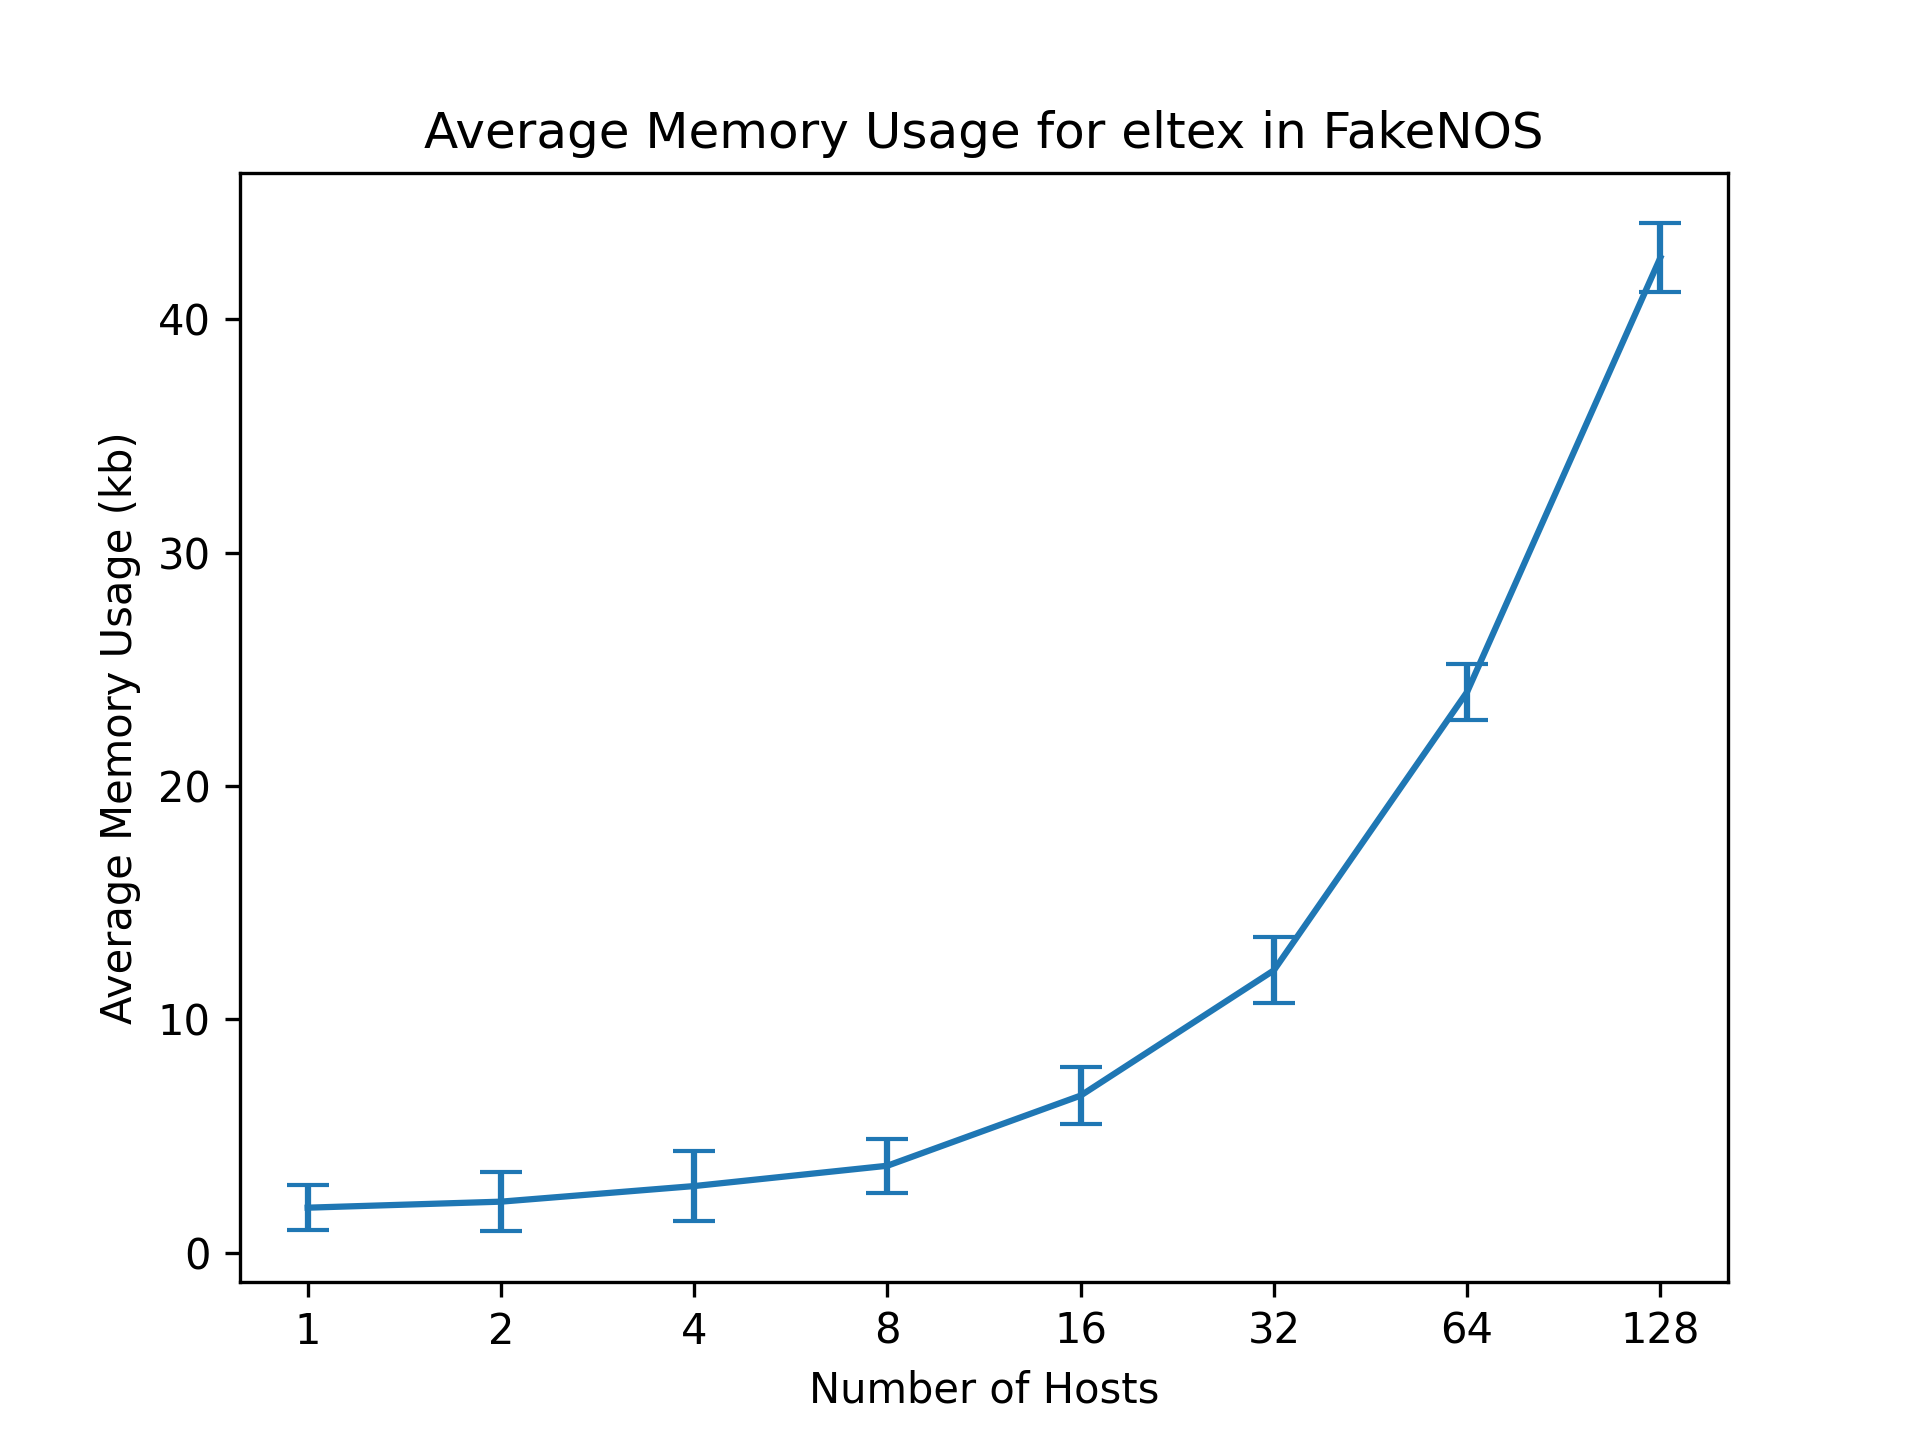 Average Memory Usage for eltex in FakeNOS
Average Memory Usage (kb)
40
30
20
10
0
1 2 4 8 16 32 64 128
Number of Hosts